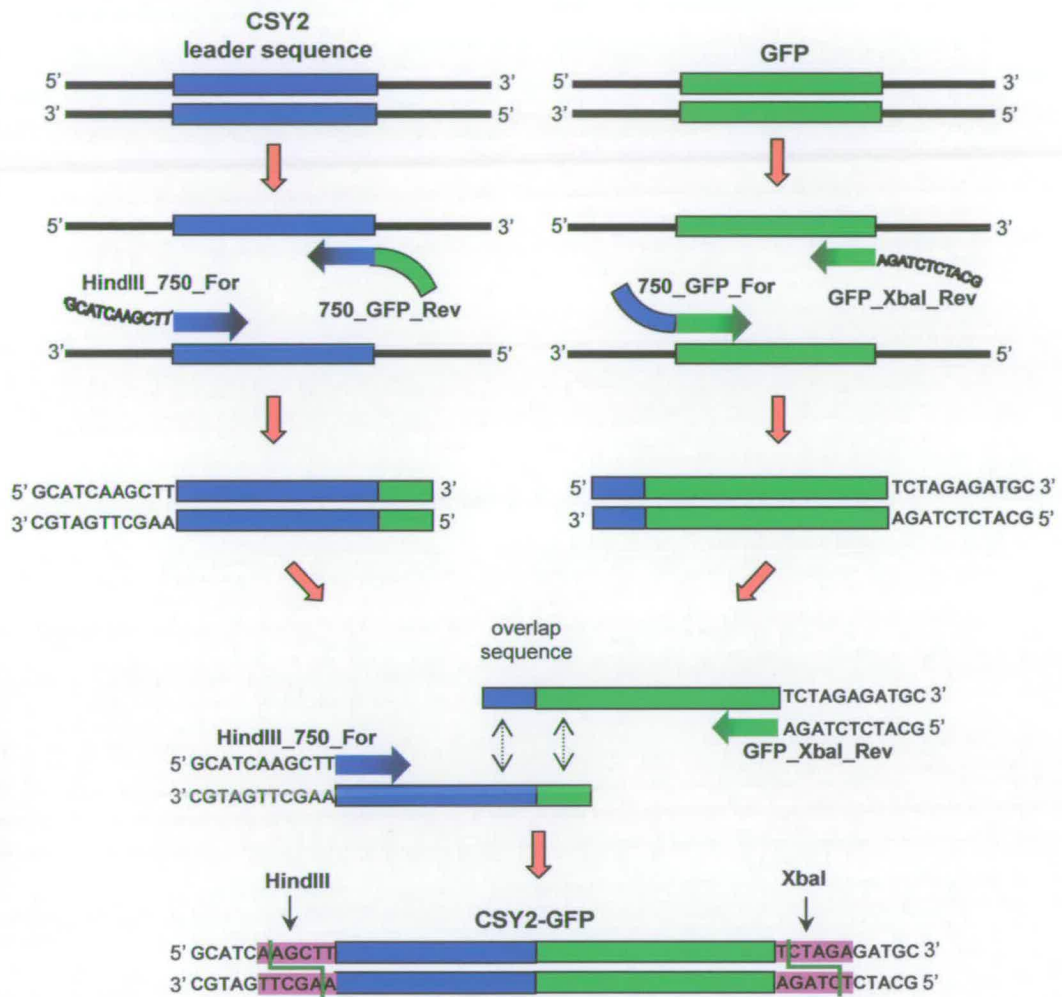 CSY2
leader sequence
GFP
5’ 3’
3’ 5’
5’ 3’
3’ 5’
5’ 3’
HindIII_750_For
GCATCAAGCTT
750_GFP_Rev
3’ 5’
5’ 3’
AGATCTCTACG
GFP_XbaI_Rev
750_GFP_For
3’ 5’
5’ GCATCAAGCTT 3’
3’ CGTAGTTCGAA 5’
5’ TCTAGAGATGC 3’
3’ AGATCTCTACG 5’
overlap
sequence
TCTAGAGATGC 3’
AGATCTCTACG 5’
GFP_XbaI_Rev
HindIII_750_For
5’ GCATCAAGCTT
3’ CGTAGTTCGAA
HindIII
XbaI
CSY2-GFP
5’ GCATCAAGCTT TCTAGAGATGC 3’
3’ CGTAGTTCGAA AGATCTCTACG 5’